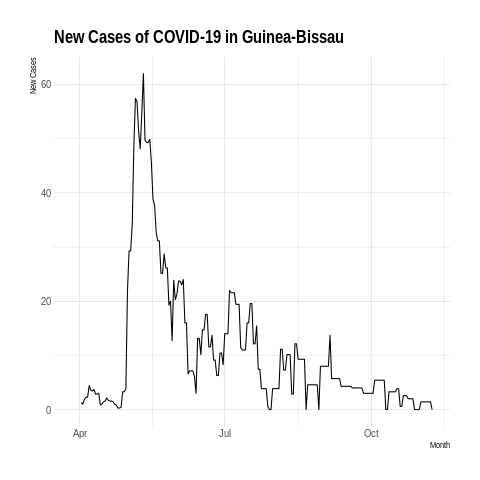 New Cases of COVID-19 in Guinea-Bissau
New Cases
60
40
20
0
Apr
Jul
Oct
Month